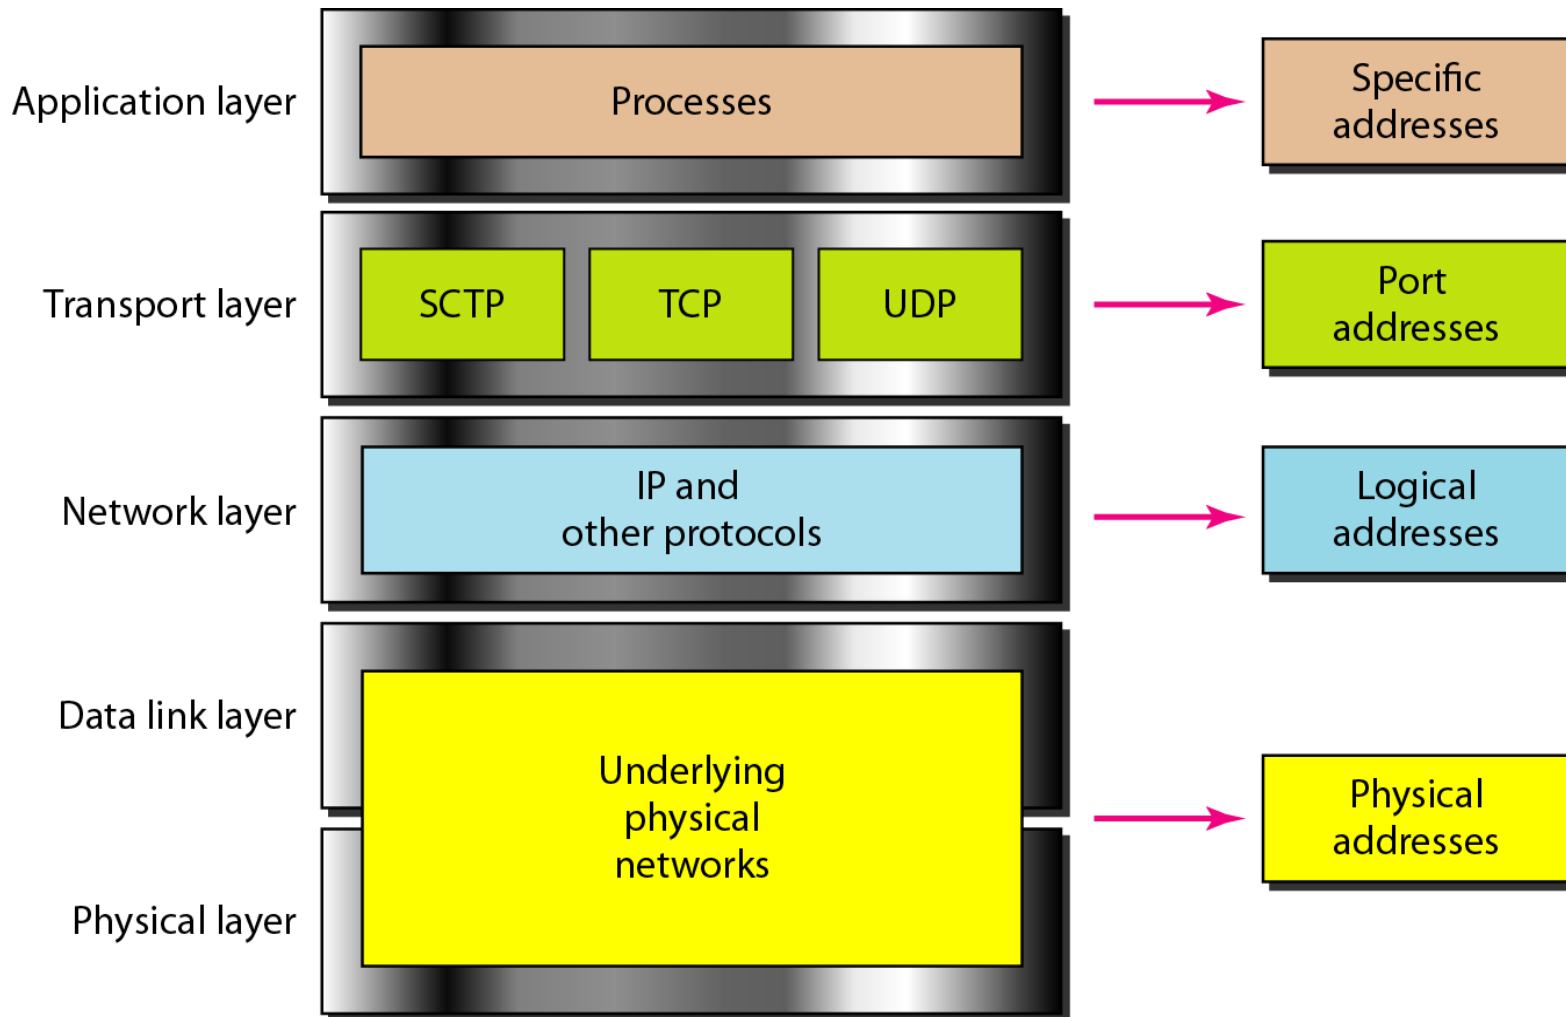 Application layer
Processes
Specific
addresses
Transport layer
SCTP
TCP
UDP
Port
addresses
Network layer
IP and
other protocols
Logical
addresses
Data link layer
Underlying
physical
networks
Physical
addresses
Physical layer